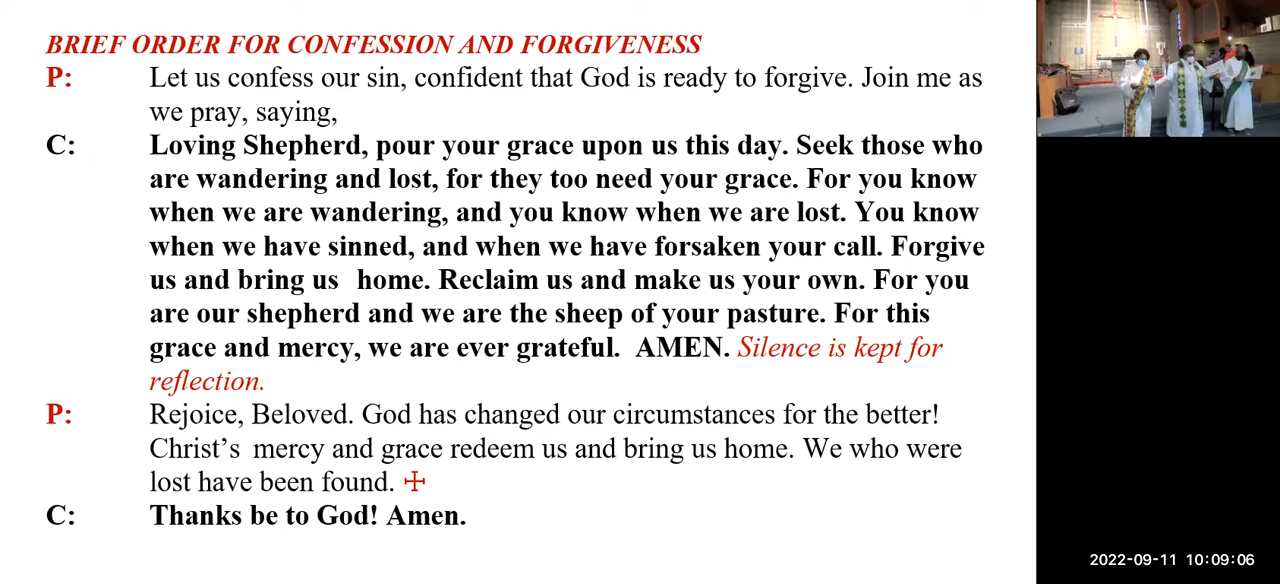 BRIEF ORDER FOR CONFESSION AND FORGIVENESS
P: Let us confess our sin, confident that God is ready to forgive. Join me as
we pray, saying,
C: Loving Shepherd, pour your grace upon us this day. Seek those who
are wandering and lost, for they too need your grace. For you know
when we are wandering, and you know when we are lost. You know
when we have sinned, and when we have forsaken your call. Forgive
us and bring us home. Reclaim us and make us your own. For you
are our shepherd and we are the sheep of your pasture. For this
grace and mercy, we are ever grateful. AMEN. Silence is kept for
reflection.
P: Rejoice, Beloved. God has changed our circumstances for the better!
Christ’s mercy and grace redeem us and bring us home. We who were
lost have been found. ☩
C: Thanks be to God! Amen.
2022-09-11 10:09:06